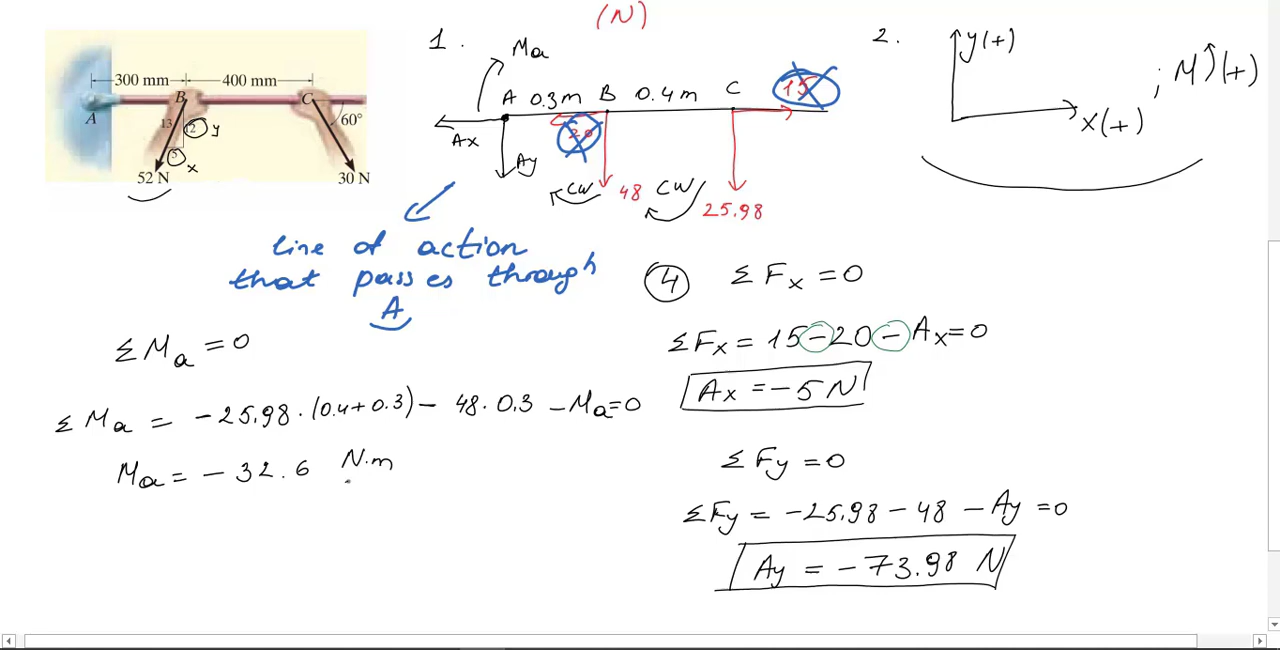 (N)
300 mm
400 mm
A
B
C
60°
13
12
y
5
x
52 N
30 N
1.
Ma
A 0.3m B 0.4m C 15
Ax
Ay
20
CW
48
CW
25.98
2.
y(+)
x(+)
; M (+)
line of action
that passes through
A
ΣMa = 0
ΣMa = -25.98 · (0.4+0.3) - 48 · 0.3 - Ma = 0
Ma = -32.6 N.m
4 ΣFx = 0
ΣFx = 15 - 20 - Ax = 0
Ax = -5 N
ΣFy = 0
ΣFy = -25.98 - 48 - Ay = 0
Ay = -73.98 N